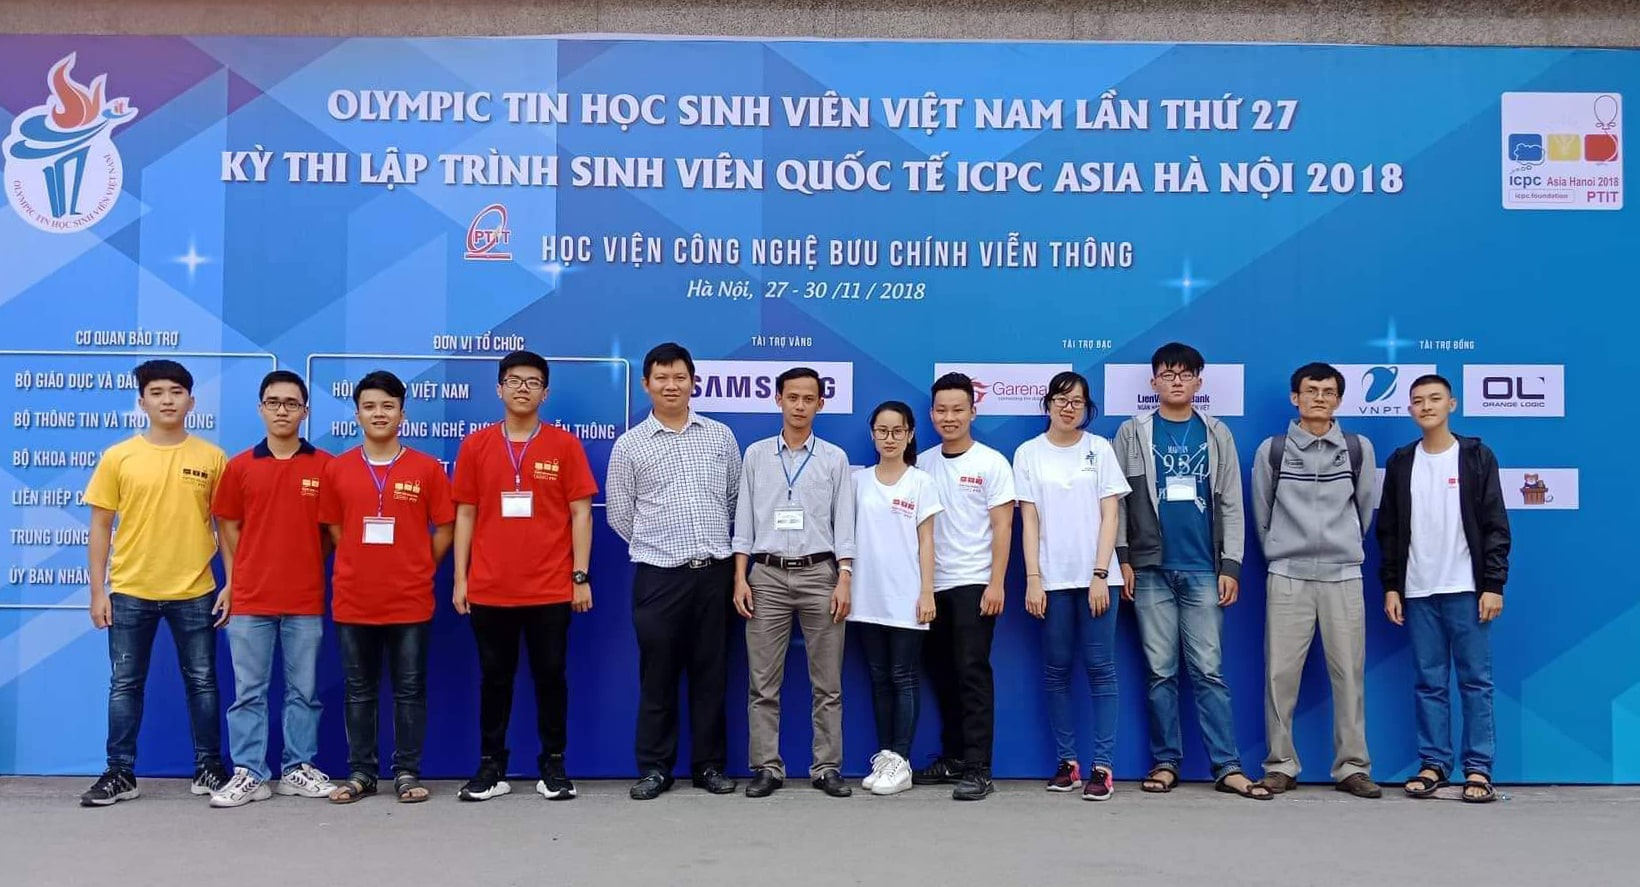 OLYMPIC TIN HỌC SINH VIÊN VIỆT NAM LẦN THỨ 27
KỲ THI LẬP TRÌNH SINH VIÊN QUỐC TẾ ICPC ASIA HÀ NỘI 2018
OLYMPIC TIN HỌC SINH VIÊN VIỆT NAM
icpc Asia Hanoi 2018
icpc.foundation PTIT
PTIT HỌC VIỆN CÔNG NGHỆ BƯU CHÍNH VIỄN THÔNG
Hà Nội, 27 - 30 /11 / 2018
CƠ QUAN BẢO TRỢ
BỘ GIÁO DỤC VÀ
BỘ THÔNG TIN VÀ THÔNG
BỘ KHOA HỌC
LIÊN HIỆP
TRUNG ƯƠNG
ỦY BAN NHÂN
ĐƠN VỊ TỔ CHỨC
HỘI VIỆT NAM
HỌC CÔNG NGHỆ VIỄN THÔNG
TÀI TRỢ VÀNG
SAMSUNG
TÀI TRỢ BẠC
Garena
TÀI TRỢ ĐỒNG
VNPT
OL
ORANGE LOGIC
984